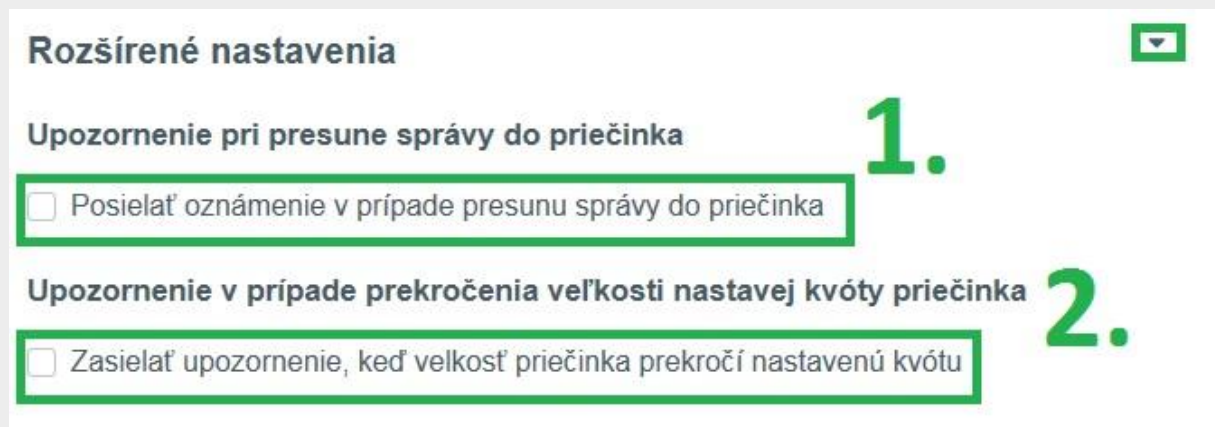 Rozšírené nastavenia
Upozornenie pri presune správy do priečinka
1.
Posielať oznámenie v prípade presunu správy do priečinka
Upozornenie v prípade prekročenia veľkosti nastavej kvóty priečinka
2.
Zasielať upozornenie, keď velkosť priečinka prekročí nastavenú kvótu